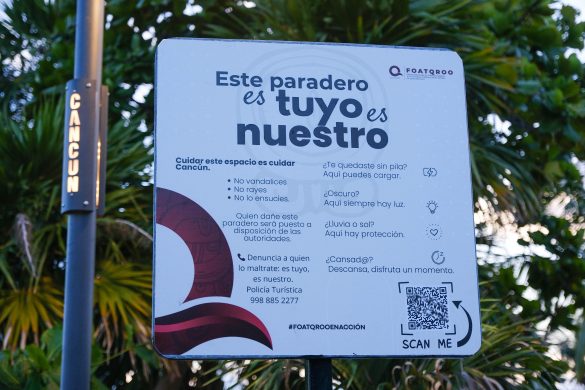 CANCÚN
FOATQROO
Este paradero
es tuyo es
nuestro
Cuidar este espacio es cuidar
Cancún.
• No vandalices
• No rayes
• No lo ensucies.
Quien dañe este
paradero será puesto a
disposición de las
autoridades.
Denuncia a quien
lo maltrate: es tuyo,
es nuestro.
Policía Turística
998 885 2277
¿Te quedaste sin pila?
Aquí puedes cargar.
¿Oscuro?
Aquí siempre hay luz.
¿Lluvia o sol?
Aquí hay protección.
¿Cansad@?
Descansa, disfruta un momento.
#FOATQROOENACCIÓN
SCAN ME